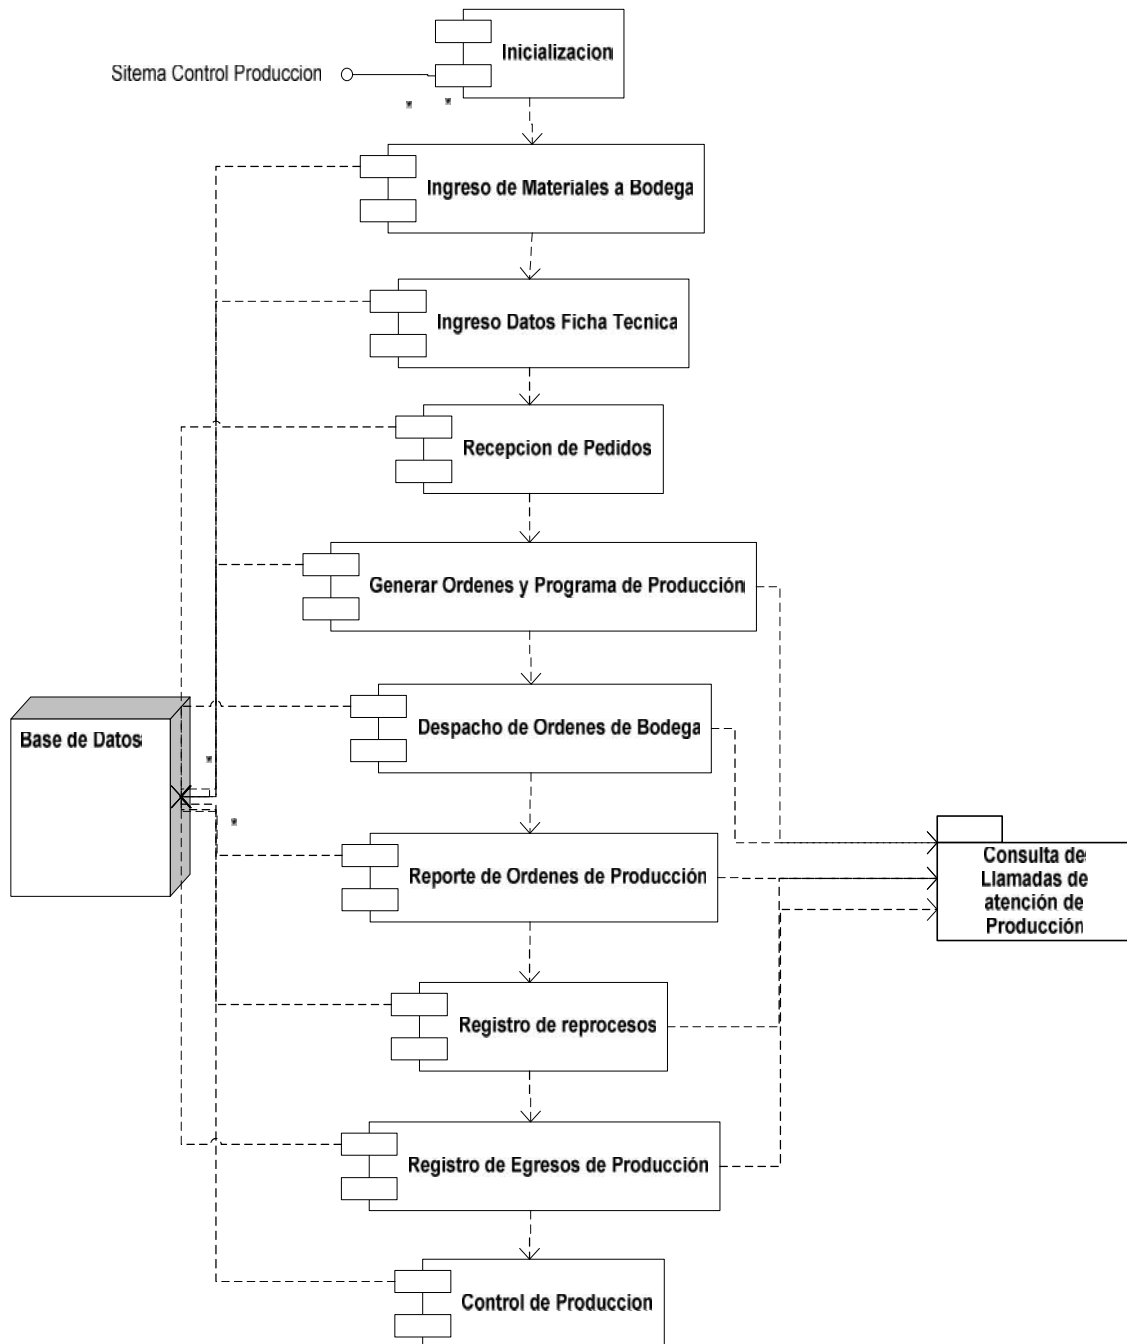 Inicializacion
Sitema Control Produccion
Ingreso de Materiales a Bodega
Ingreso Datos Ficha Tecnica
Recepcion de Pedidos
Generar Ordenes y Programa de Producción
Despacho de Ordenes de Bodega
Base de Datos
Reporte de Ordenes de Producción
Consulta de
Llamadas de
atención de
Producción
Registro de reprocesos
Registro de Egresos de Producción
Control de Produccion